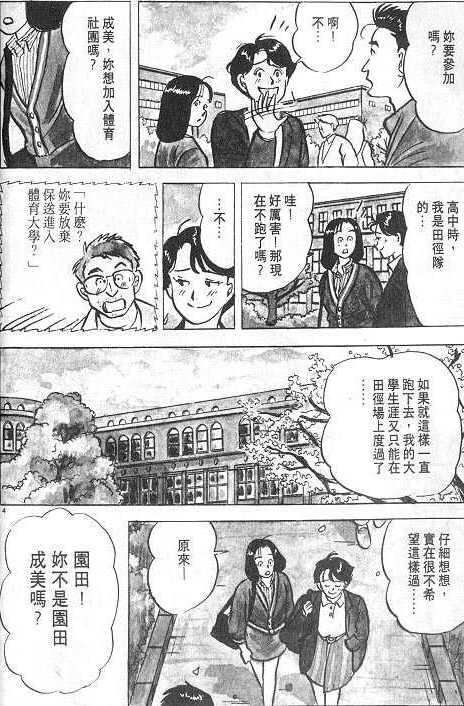 妳要參加
嗎？
啊！
不…
成美，妳想加入體育
社團嗎？
高中時，
我是田徑隊
的…
哇！
好厲害！那現
在不跑了嗎？
…不…
「什麼？
妳要放棄
保送進入
體育大學？」
如果就這樣一直
跑下去，我的大
學生涯又只能在
田徑場上度過了
……
仔細想想，
實在很不希
望這樣過……
原來─
園田！
妳不是園田
成美嗎？
4